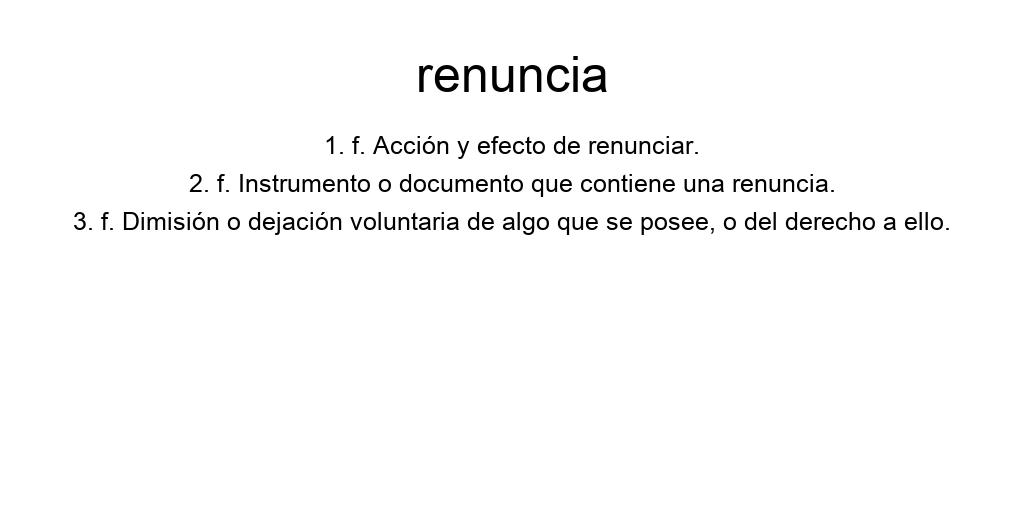 renuncia
1. f. Acción y efecto de renunciar.
2. f. Instrumento o documento que contiene una renuncia.
3. f. Dimisión o dejación voluntaria de algo que se posee, o del derecho a ello.